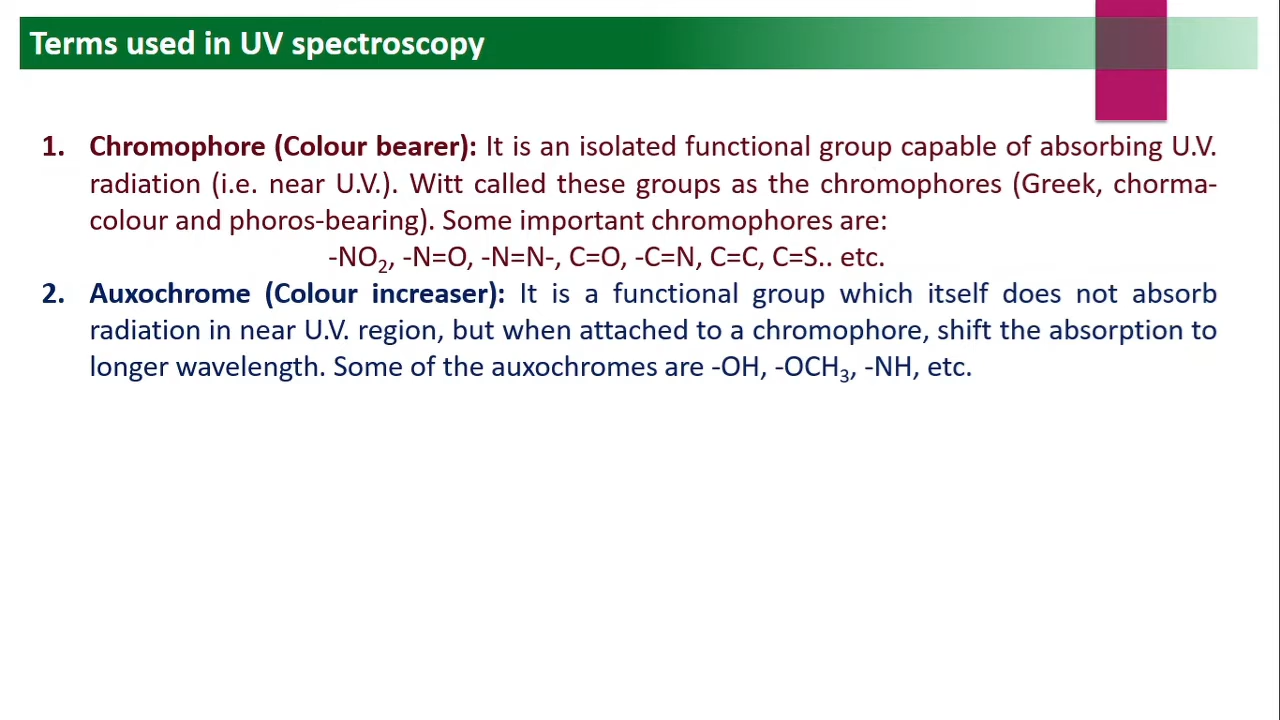 Terms used in UV spectroscopy
1. Chromophore (Colour bearer): It is an isolated functional group capable of absorbing U.V.
radiation (i.e. near U.V.). Witt called these groups as the chromophores (Greek, chorma-
colour and phoros-bearing). Some important chromophores are:
-NO₂, -N=O, -N=N-, C=O, -C=N, C=C, C=S.. etc.
2. Auxochrome (Colour increaser): It is a functional group which itself does not absorb
radiation in near U.V. region, but when attached to a chromophore, shift the absorption to
longer wavelength. Some of the auxochromes are -OH, -OCH₃, -NH, etc.